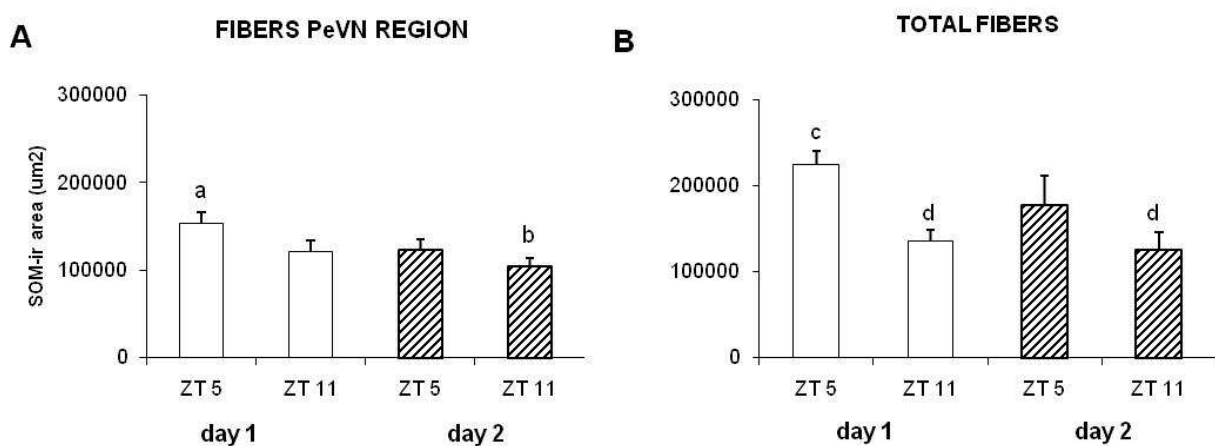 A
FIBERS PeVN REGION
SOM-ir area (um2)
300000
200000
100000
0
a
b
ZT 5 ZT 11 ZT 5 ZT 11
day 1 day 2
B
TOTAL FIBERS
300000
200000
100000
0
c
d
d
ZT 5 ZT 11 ZT 5 ZT 11
day 1 day 2